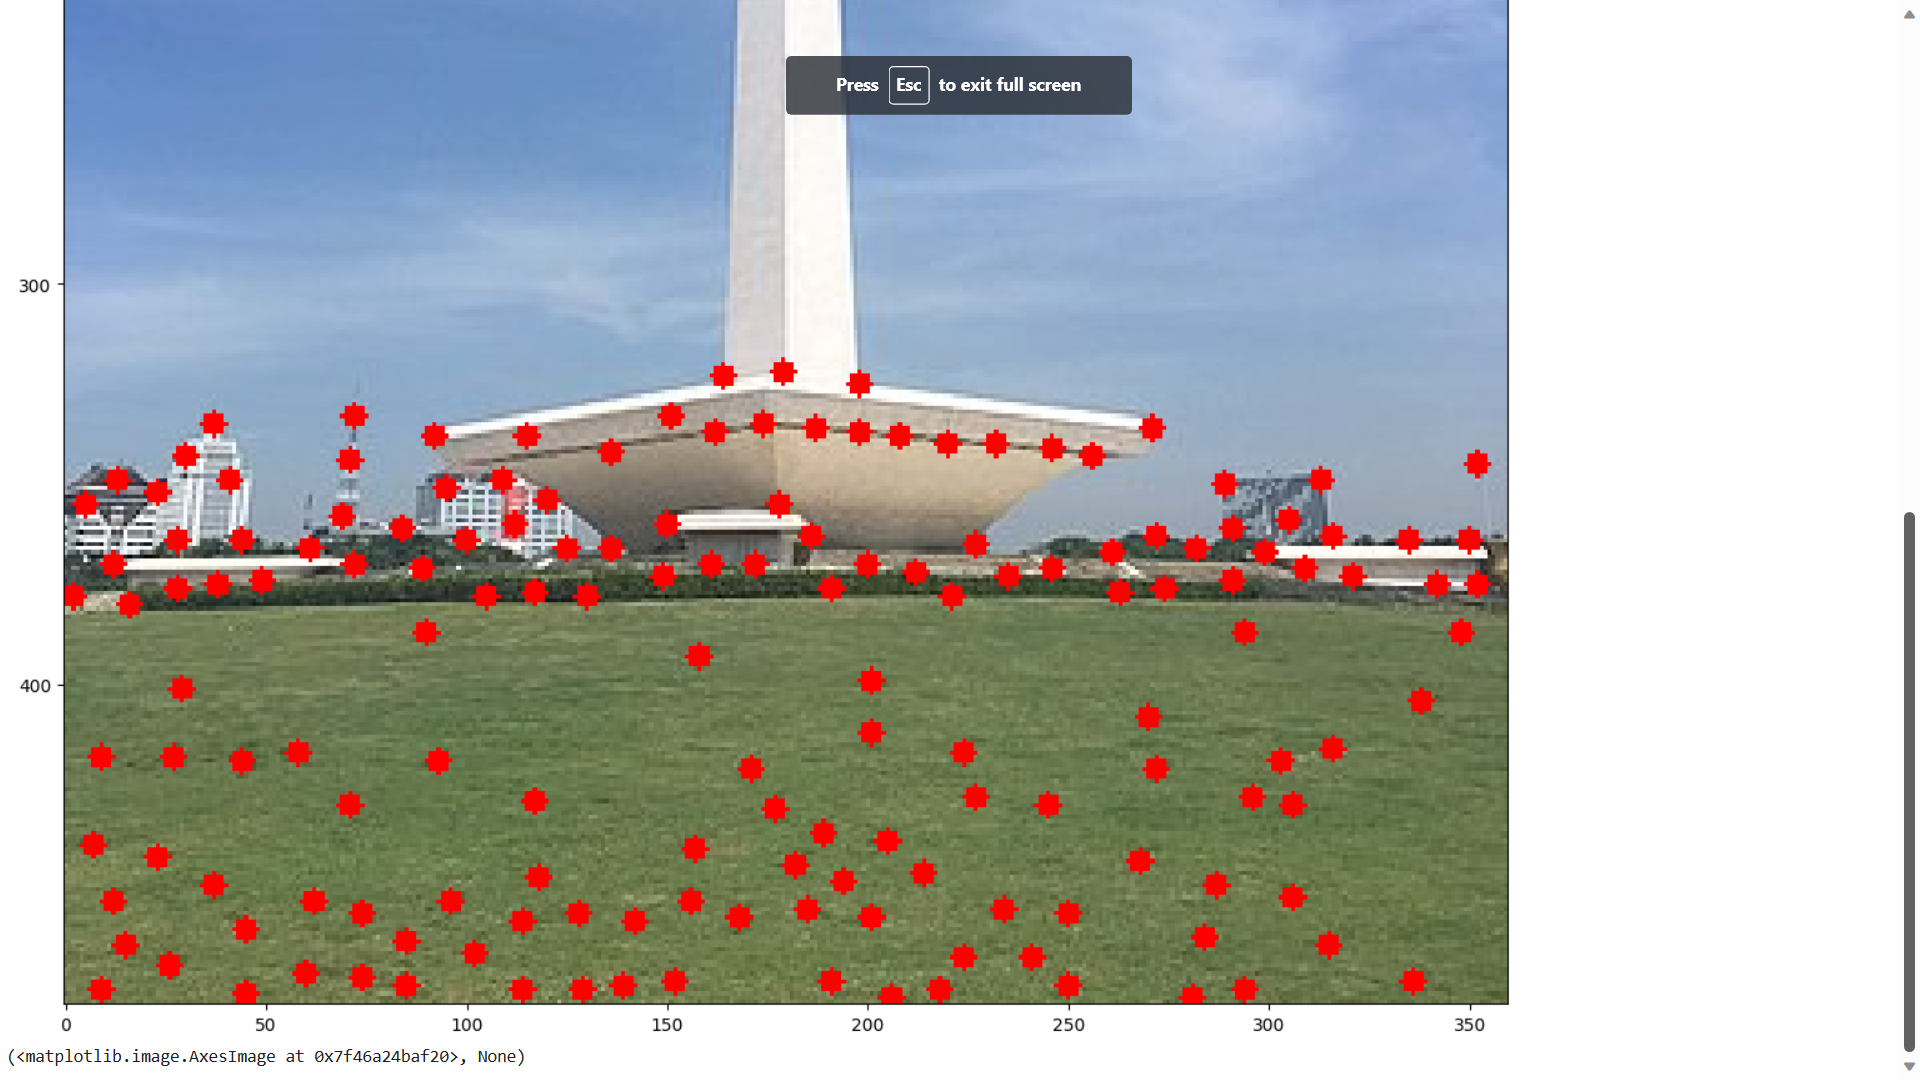 Press Esc to exit full screen
300
400
0 50 100 150 200 250 300 350
(<matplotlib.image.AxesImage at 0x7f46a24baf20>, None)